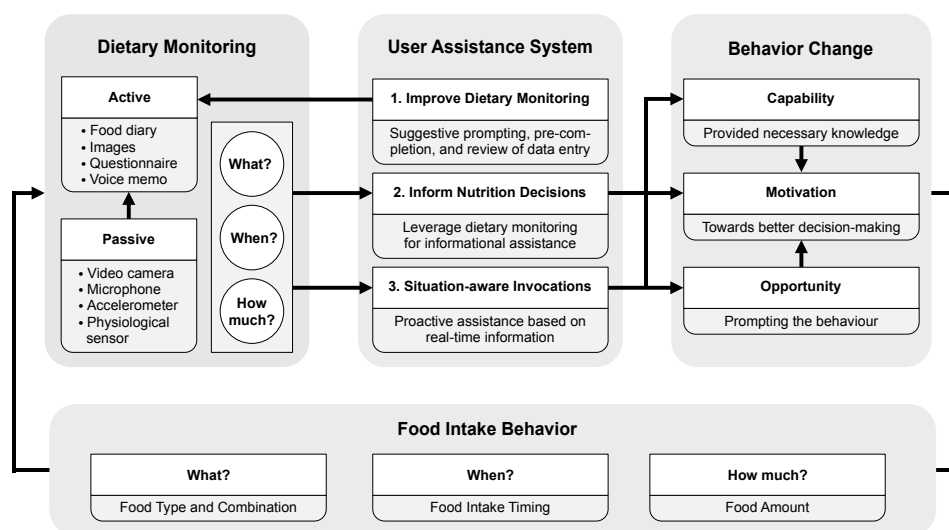 Dietary Monitoring
Active
• Food diary
• Images
• Questionnaire
• Voice memo
Passive
• Video camera
• Microphone
• Accelerometer
• Physiological
sensor
What?
When?
How
much?
User Assistance System
1. Improve Dietary Monitoring
Suggestive prompting, pre-com-
pletion, and review of data entry
2. Inform Nutrition Decisions
Leverage dietary monitoring
for informational assistance
3. Situation-aware Invocations
Proactive assistance based on
real-time information
Behavior Change
Capability
Provided necessary knowledge
Motivation
Towards better decision-making
Opportunity
Prompting the behaviour
Food Intake Behavior
What?
Food Type and Combination
When?
Food Intake Timing
How much?
Food Amount